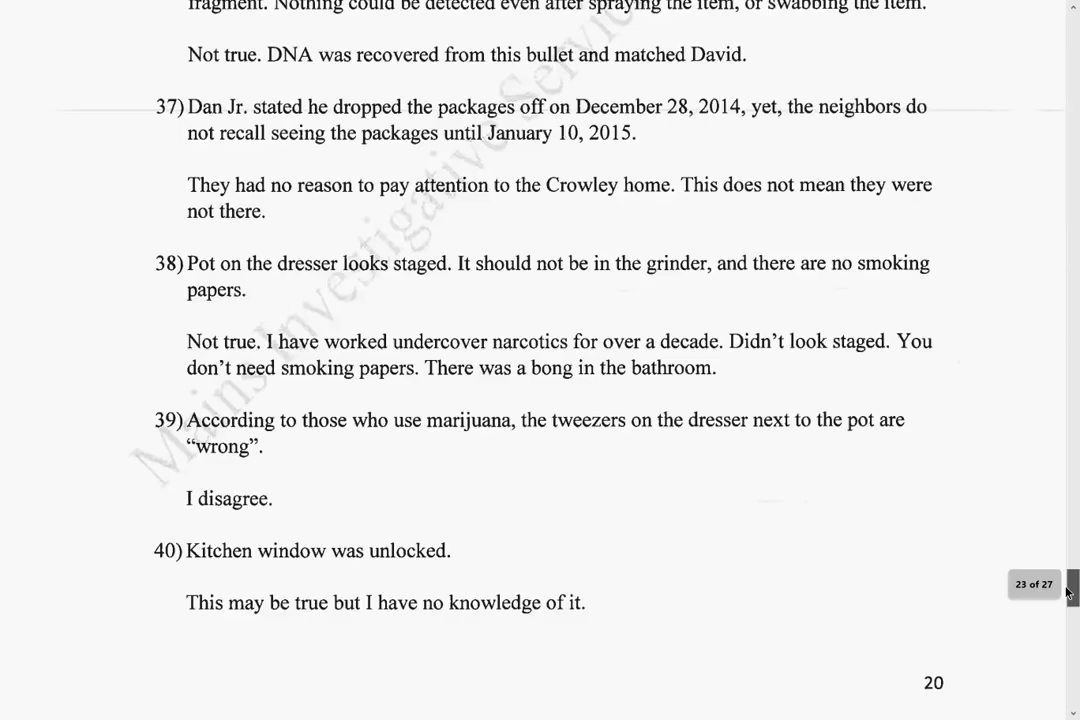 fragment. Nothing could be detected even after spraying the item, or swabbing the item.
Not true. DNA was recovered from this bullet and matched David.
37) Dan Jr. stated he dropped the packages off on December 28, 2014, yet, the neighbors do
not recall seeing the packages until January 10, 2015.
They had no reason to pay attention to the Crowley home. This does not mean they were
not there.
38) Pot on the dresser looks staged. It should not be in the grinder, and there are no smoking
papers.
Not true. I have worked undercover narcotics for over a decade. Didn’t look staged. You
don’t need smoking papers. There was a bong in the bathroom.
39) According to those who use marijuana, the tweezers on the dresser next to the pot are
“wrong”.
I disagree.
40) Kitchen window was unlocked.
This may be true but I have no knowledge of it.
23 of 27
20
Mains Investigative Servic